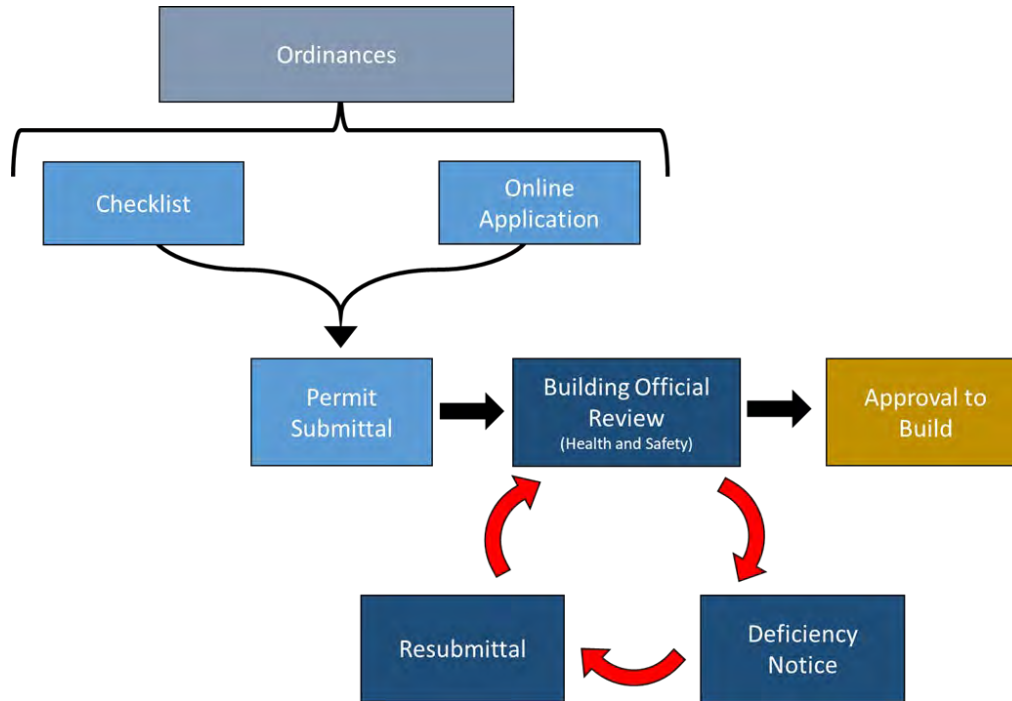 Ordinances
Checklist
Online
Application
Permit
Submittal
Building Official
Review
(Health and Safety)
Approval to
Build
Resubmittal
Deficiency
Notice